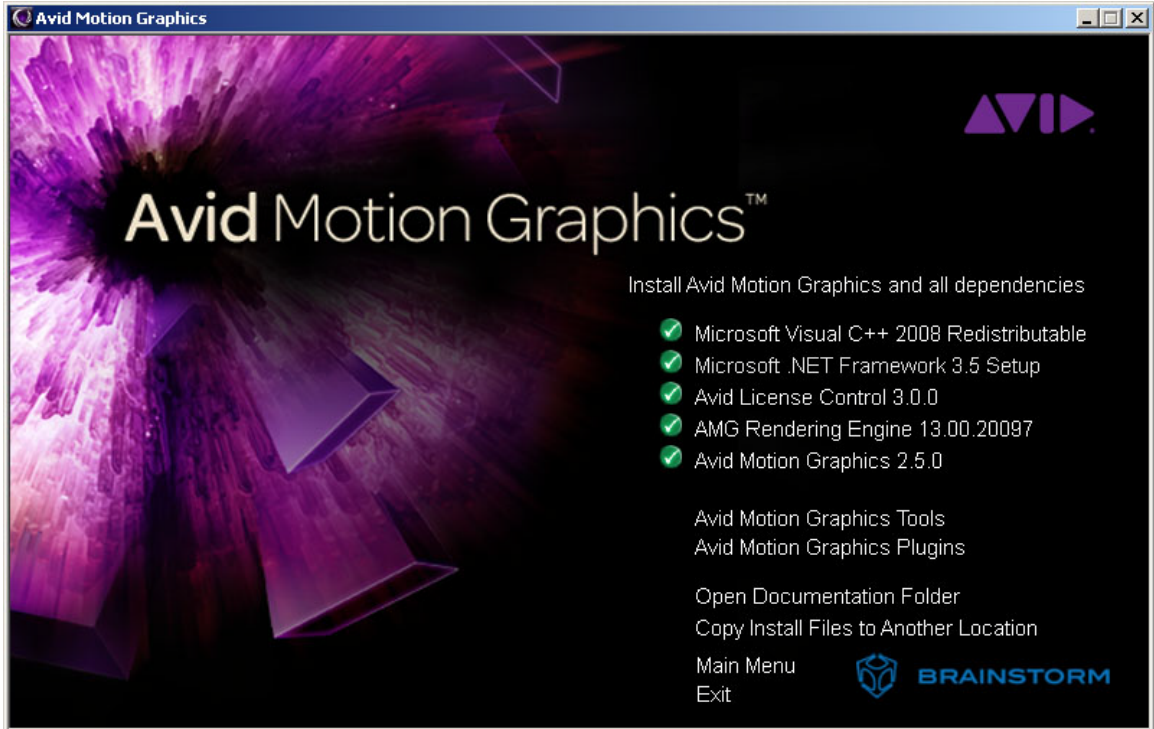 Avid Motion Graphics
AVID
Avid Motion Graphics™
Install Avid Motion Graphics and all dependencies
Microsoft Visual C++ 2008 Redistributable
Microsoft .NET Framework 3.5 Setup
Avid License Control 3.0.0
AMG Rendering Engine 13.00.20097
Avid Motion Graphics 2.5.0
Avid Motion Graphics Tools
Avid Motion Graphics Plugins
Open Documentation Folder
Copy Install Files to Another Location
Main Menu
BRAINSTORM
Exit